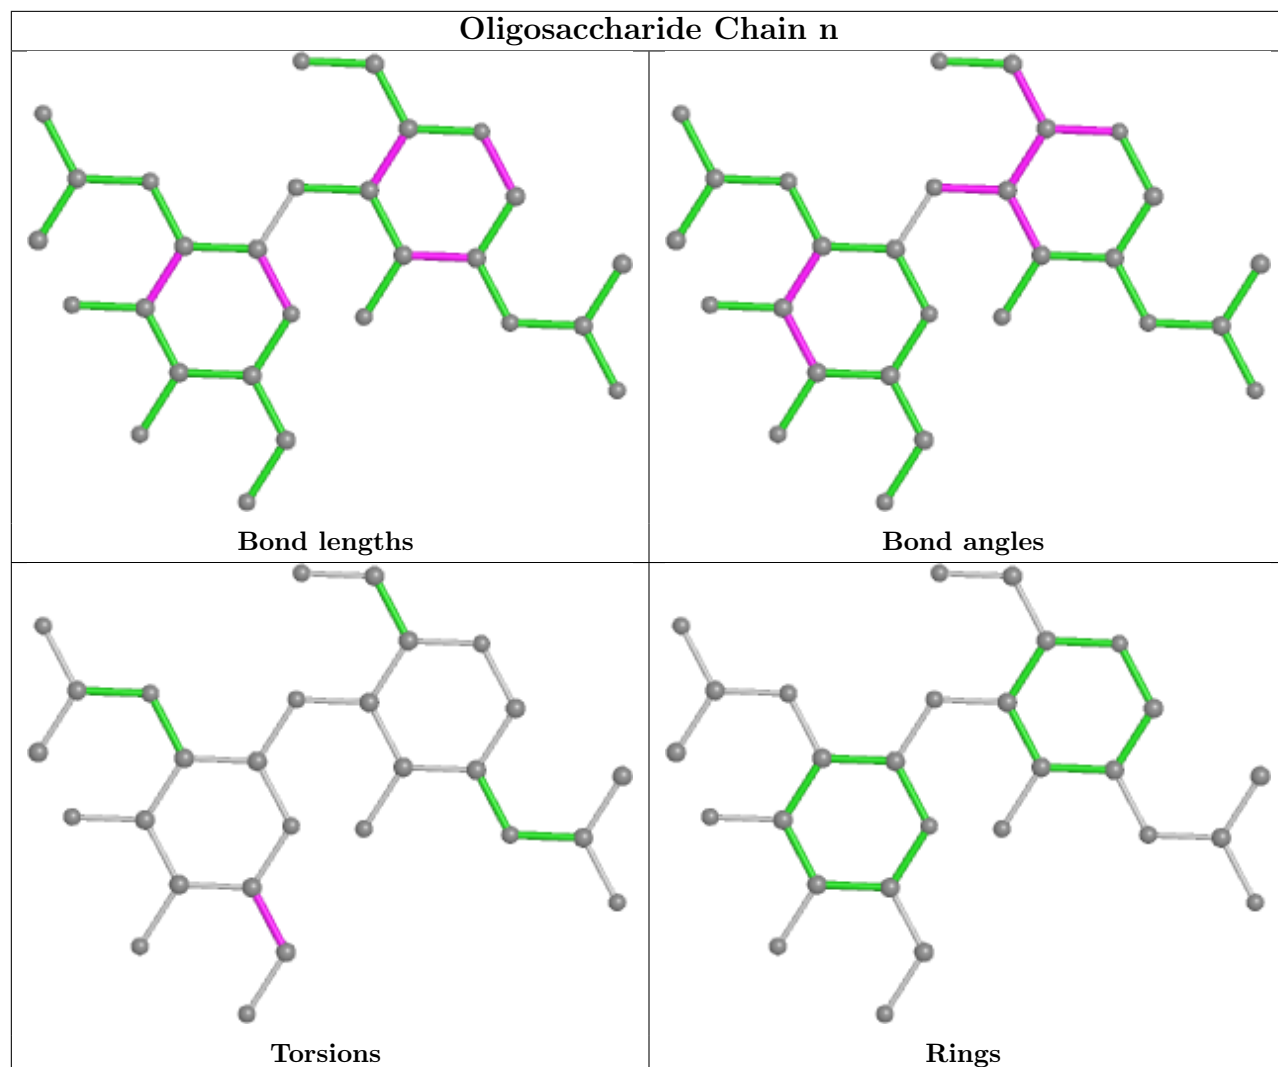 Oligosaccharide Chain n
Bond lengths
Bond angles
Torsions
Rings